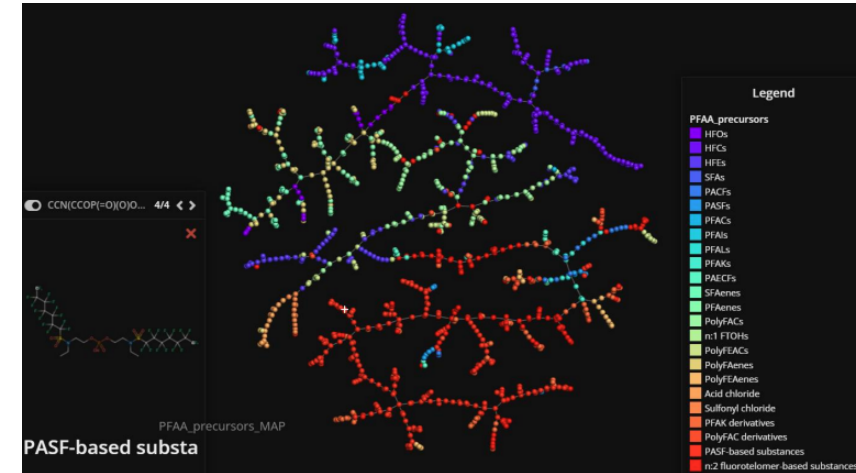 CCN(CCOP(=O)(O)O... 4/4
PFAA_precursors_MAP
PASF-based substa
Legend
PFAA_precursors
HFOs
HFCs
HFEs
SFAs
PACFs
PASFs
PFACs
PFAIs
PFALs
PFAKs
PAECFs
SFAenes
PFAenes
PolyFACs
n:1 FTOHs
PolyFEACs
PolyFAenes
PolyFEAenes
Acid chloride
Sulfonyl chloride
PFAK derivatives
PolyFAC derivatives
PASF-based substances
n:2 fluorotelomer-based substances